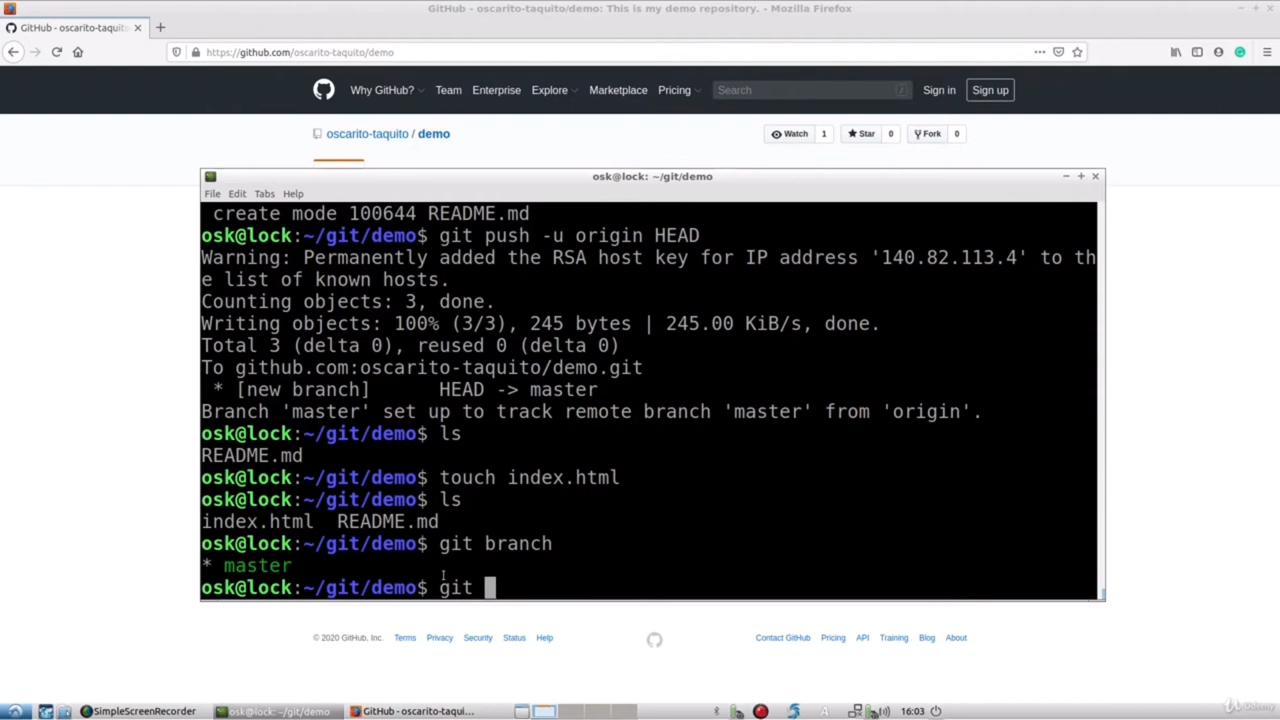 GitHub - oscarito-taquito/demo: This is my demo repository. - Mozilla Firefox
GitHub - oscarito-taquito
https://github.com/oscarito-taquito/demo
Why GitHub? Team Enterprise Explore Marketplace Pricing Search / Sign in Sign up
oscarito-taquito / demo Watch 1 Star 0 Fork 0
osk@lock: ~/git/demo
File Edit Tabs Help
create mode 100644 README.md
osk@lock:~/git/demo$ git push -u origin HEAD
Warning: Permanently added the RSA host key for IP address '140.82.113.4' to th
e list of known hosts.
Counting objects: 3, done.
Writing objects: 100% (3/3), 245 bytes | 245.00 KiB/s, done.
Total 3 (delta 0), reused 0 (delta 0)
To github.com:oscarito-taquito/demo.git
* [new branch] HEAD -> master
Branch 'master' set up to track remote branch 'master' from 'origin'.
osk@lock:~/git/demo$ ls
README.md
osk@lock:~/git/demo$ touch index.html
osk@lock:~/git/demo$ ls
index.html README.md
osk@lock:~/git/demo$ git branch
* master
osk@lock:~/git/demo$ git
© 2020 GitHub, Inc. Terms Privacy Security Status Help Contact GitHub Pricing API Training Blog About
SimpleScreenRecorder osk@lock: ~/git/demo GitHub - oscarito-taqui... A 16:03 Udemy